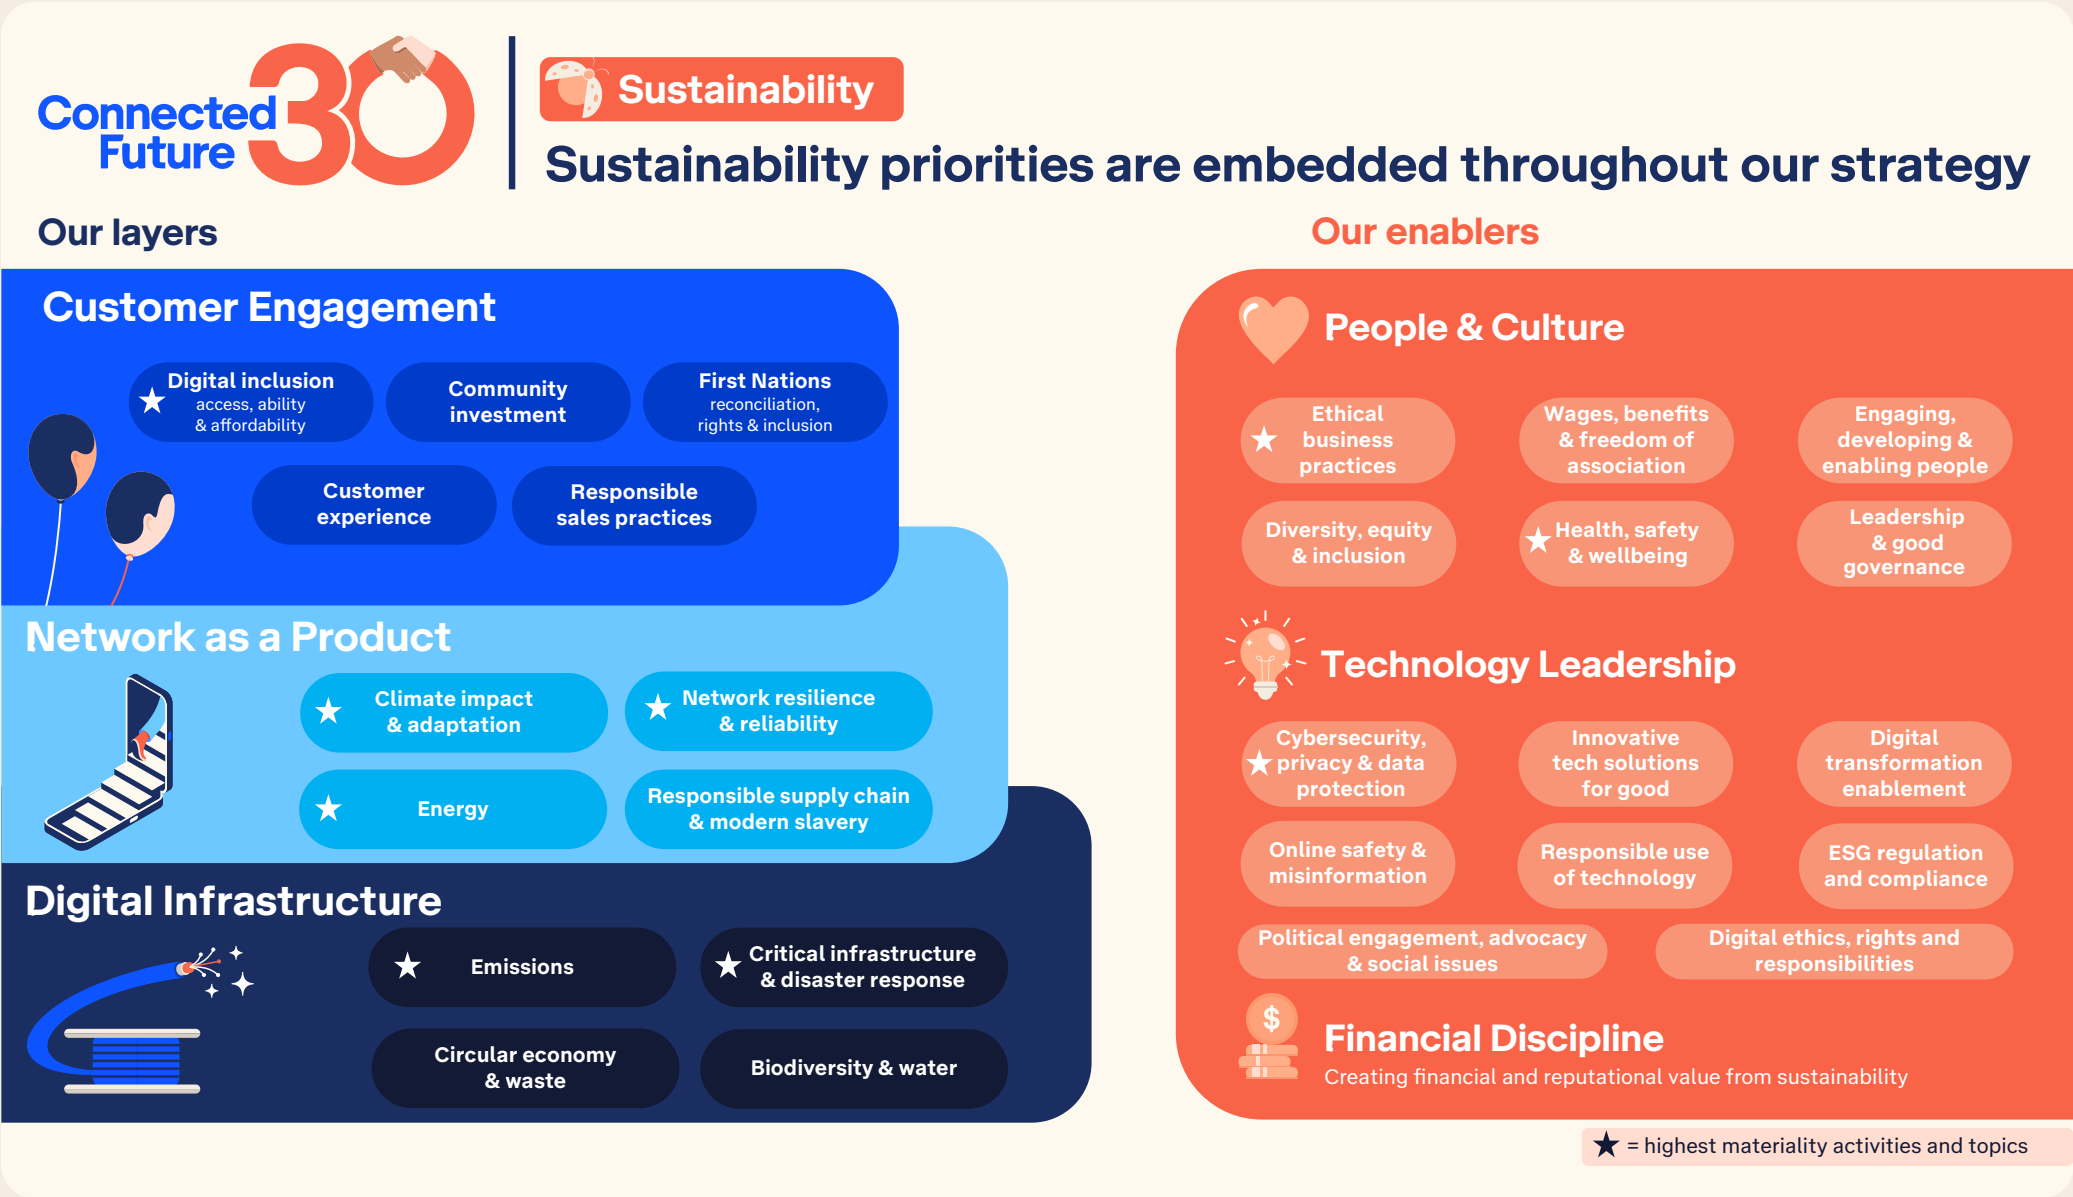 Connected
Future
30
Sustainability
Sustainability priorities are embedded throughout our strategy
Our layers
Customer Engagement
★ Digital inclusion
access, ability
& affordability
Community
investment
First Nations
reconciliation,
rights & inclusion
Customer
experience
Responsible
sales practices
Network as a Product
★ Climate impact
& adaptation
★ Network resilience
& reliability
★ Energy
Responsible supply chain
& modern slavery
Digital Infrastructure
★ Emissions
★ Critical infrastructure
& disaster response
Circular economy
& waste
Biodiversity & water
Our enablers
People & Culture
★ Ethical
business
practices
Wages, benefits
& freedom of
association
Engaging,
developing &
enabling people
Diversity, equity
& inclusion
★ Health, safety
& wellbeing
Leadership
& good
governance
Technology Leadership
★ Cybersecurity,
privacy & data
protection
Innovative
tech solutions
for good
Digital
transformation
enablement
Online safety &
misinformation
Responsible use
of technology
ESG regulation
and compliance
Political engagement, advocacy
& social issues
Digital ethics, rights and
responsibilities
$
Financial Discipline
Creating financial and reputational value from sustainability
★ = highest materiality activities and topics